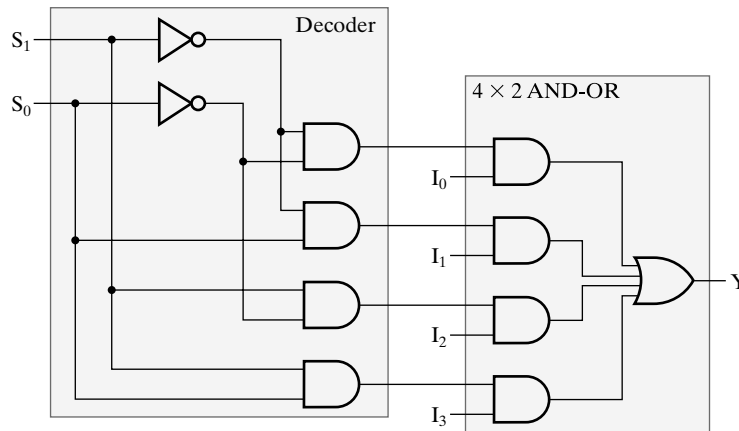 Decoder
S₁
S₀
4 × 2 AND-OR
I₀
I₁
I₂
I₃
Y